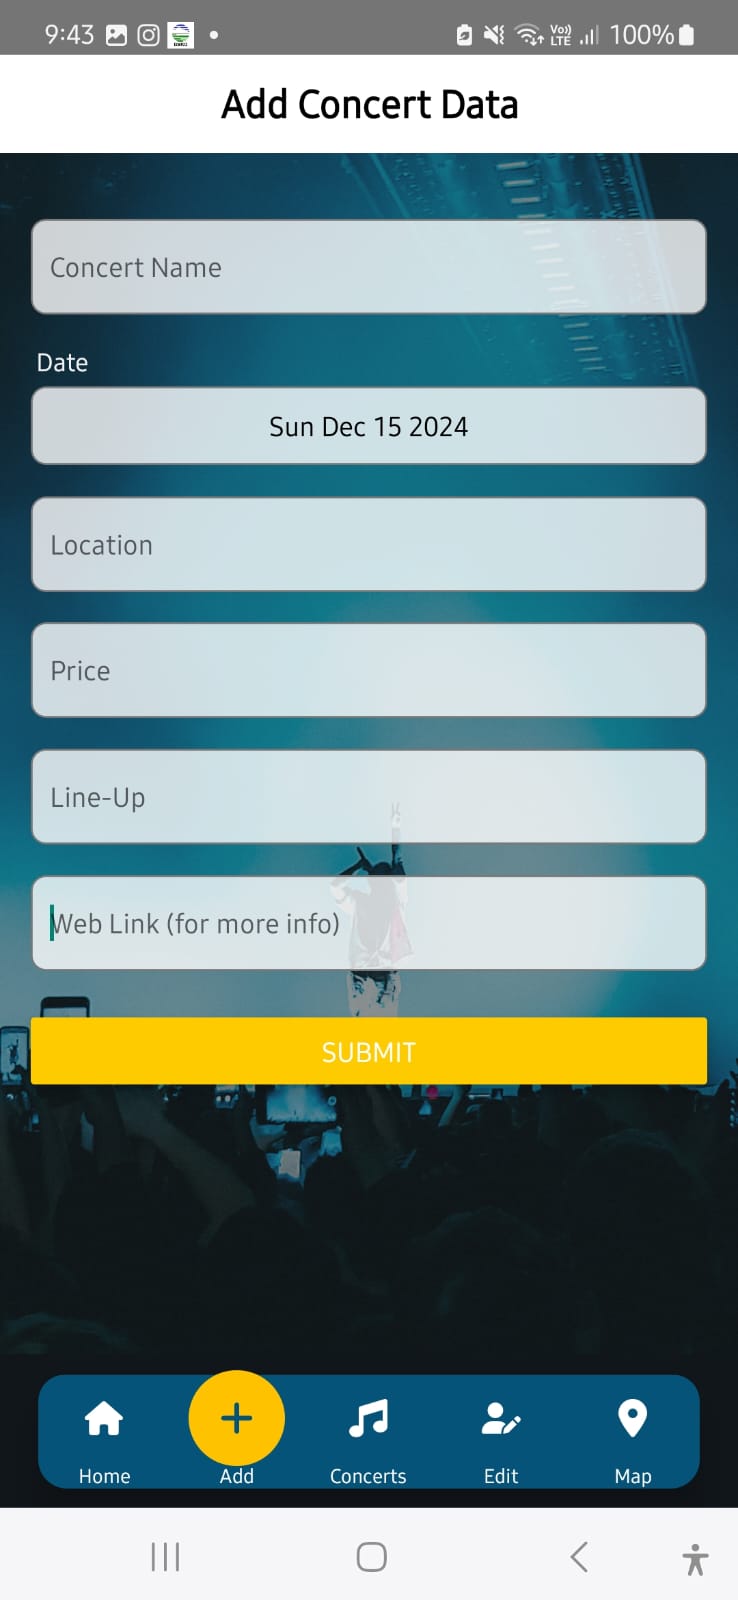 9:43
Vo)) LTE
100%
Add Concert Data
Concert Name
Date
Sun Dec 15 2024
Location
Price
Line-Up
Web Link (for more info)
SUBMIT
Home
Add
Concerts
Edit
Map